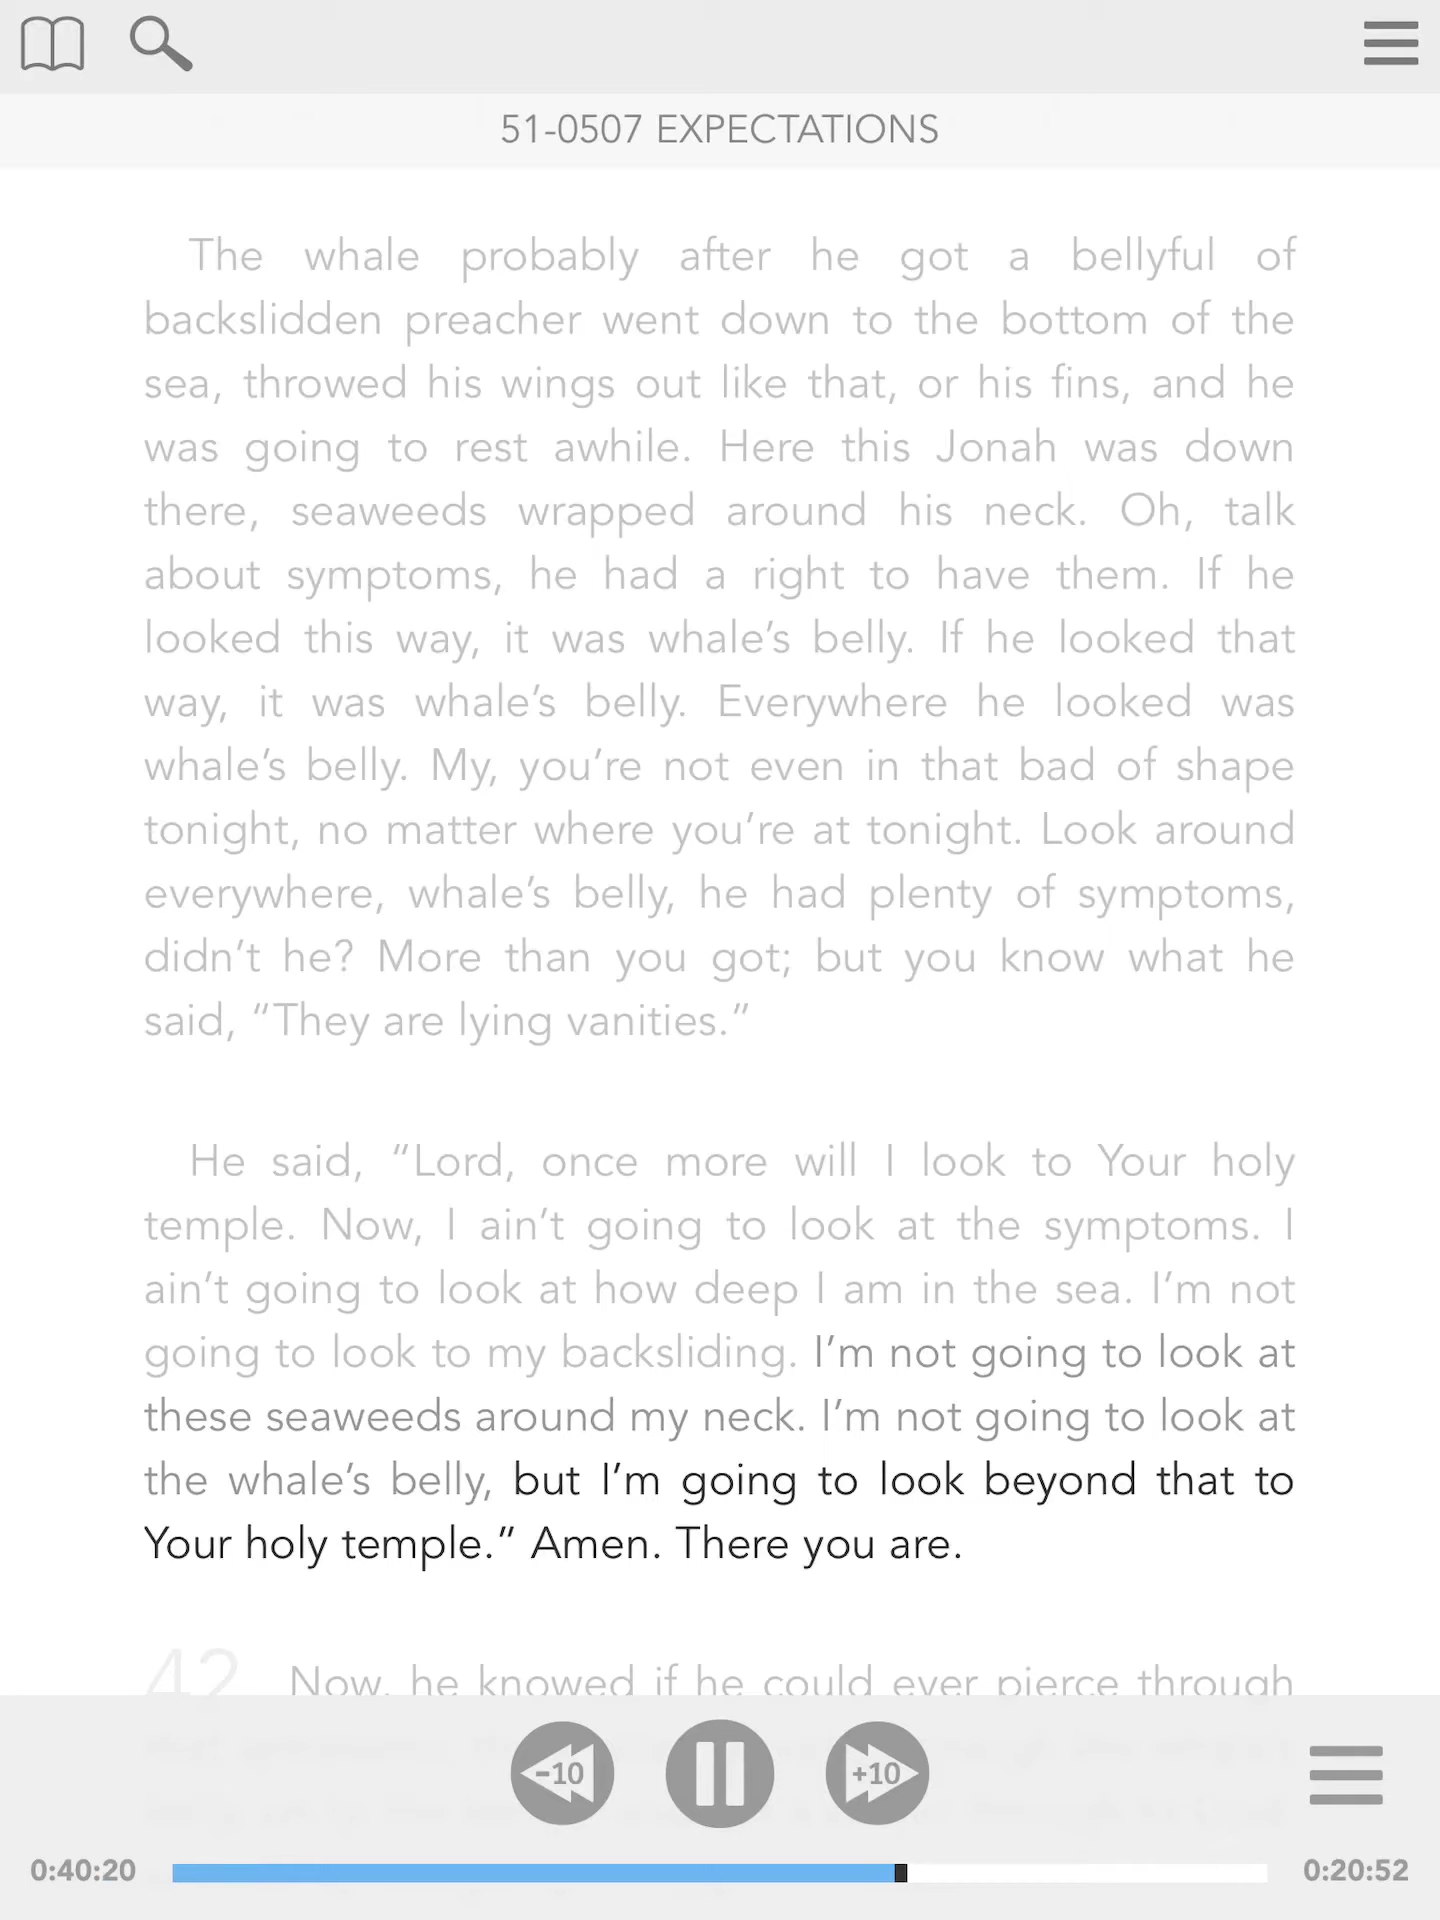 51-0507 EXPECTATIONS
The whale probably after he got a bellyful of
backslidden preacher went down to the bottom of the
sea, throwed his wings out like that, or his fins, and he
was going to rest awhile. Here this Jonah was down
there, seaweeds wrapped around his neck. Oh, talk
about symptoms, he had a right to have them. If he
looked this way, it was whale’s belly. If he looked that
way, it was whale’s belly. Everywhere he looked was
whale’s belly. My, you’re not even in that bad of shape
tonight, no matter where you’re at tonight. Look around
everywhere, whale’s belly, he had plenty of symptoms,
didn’t he? More than you got; but you know what he
said, “They are lying vanities.”
He said, “Lord, once more will I look to Your holy
temple. Now, I ain’t going to look at the symptoms. I
ain’t going to look at how deep I am in the sea. I’m not
going to look to my backsliding. I’m not going to look at
these seaweeds around my neck. I’m not going to look at
the whale’s belly, but I’m going to look beyond that to
Your holy temple.” Amen. There you are.
42 Now, he knowed if he could ever pierce through
-10 +10
0:40:20 0:20:52